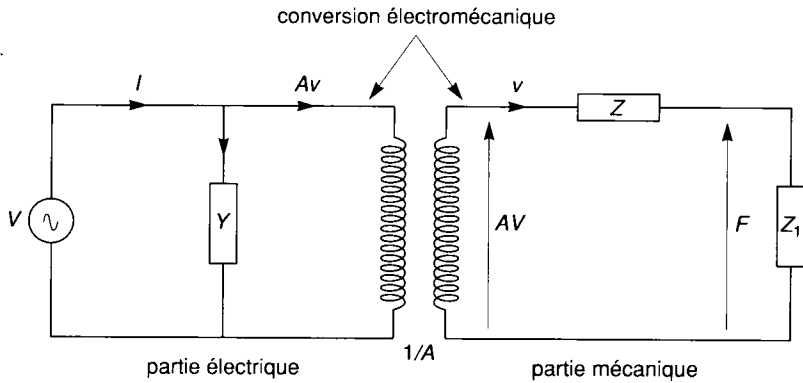 conversion électromécanique
I
Av
v
Z
V
Y
AV
F
Z₁
1/A
partie électrique
partie mécanique